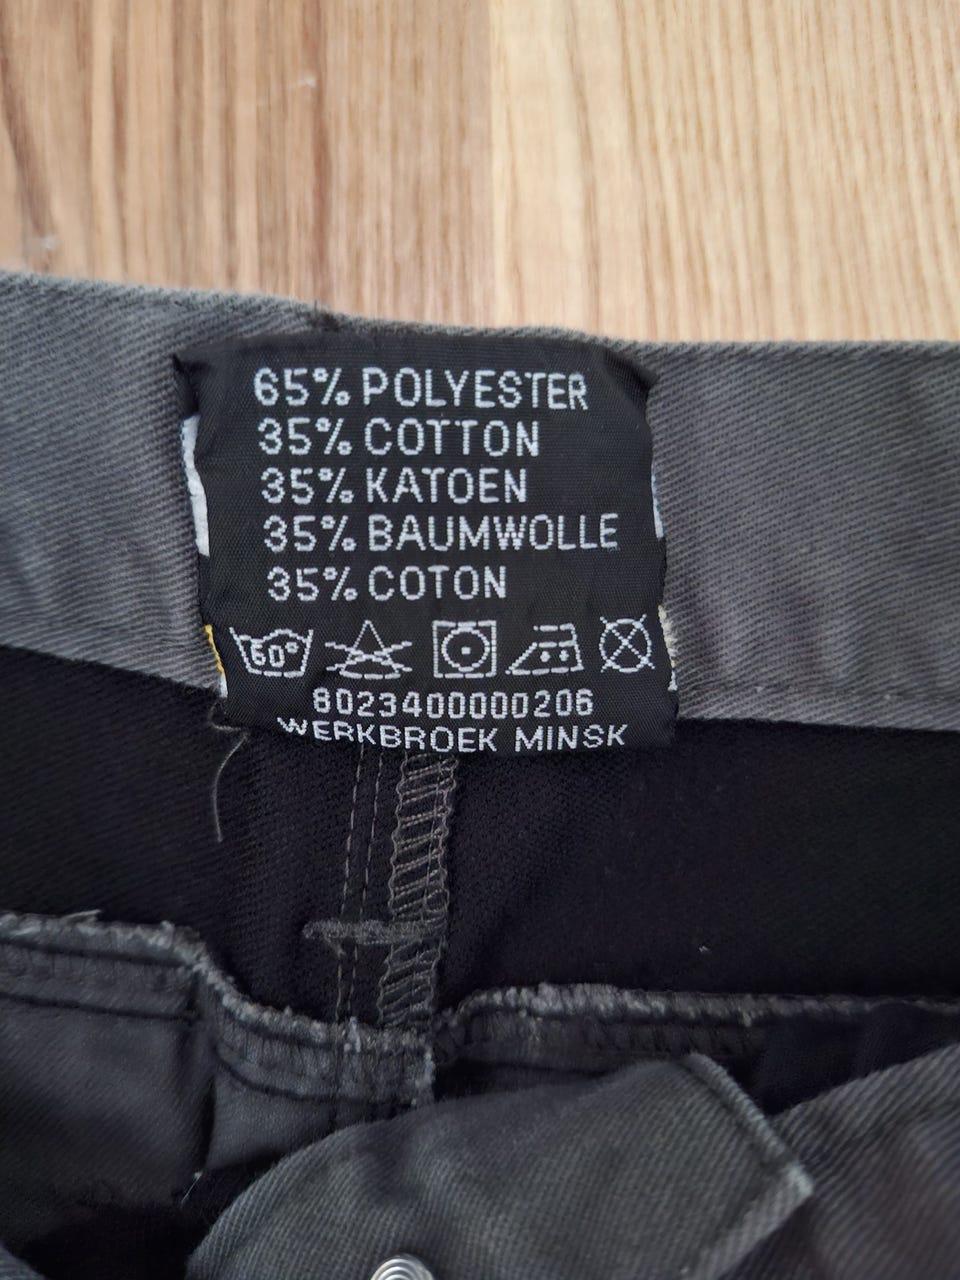 65% POLYESTER
35% COTTON
35% KATOEN
35% BAUMWOLLE
35% COTON
60°
8023400000206
WERKBROEK MINSK